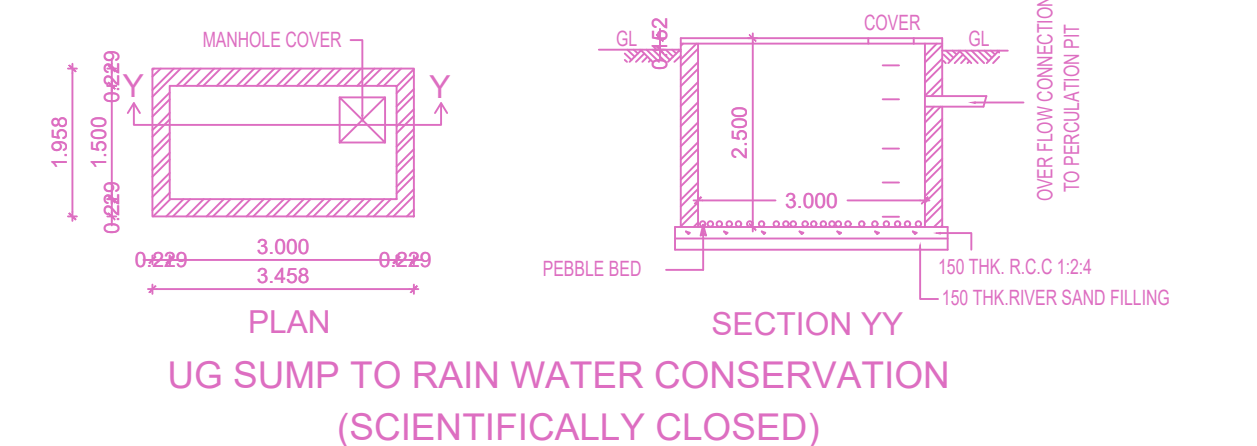 MANHOLE COVER
0.229
Y
Y
1.958
1.500
0.229
3.000
0.229
0.229
3.458
PLAN
COVER
GL
0.152
GL
2.500
3.000
OVER FLOW CONNECTION
TO PERCULATION PIT
PEBBLE BED
150 THK. R.C.C 1:2:4
150 THK.RIVER SAND FILLING
SECTION YY
UG SUMP TO RAIN WATER CONSERVATION
(SCIENTIFICALLY CLOSED)